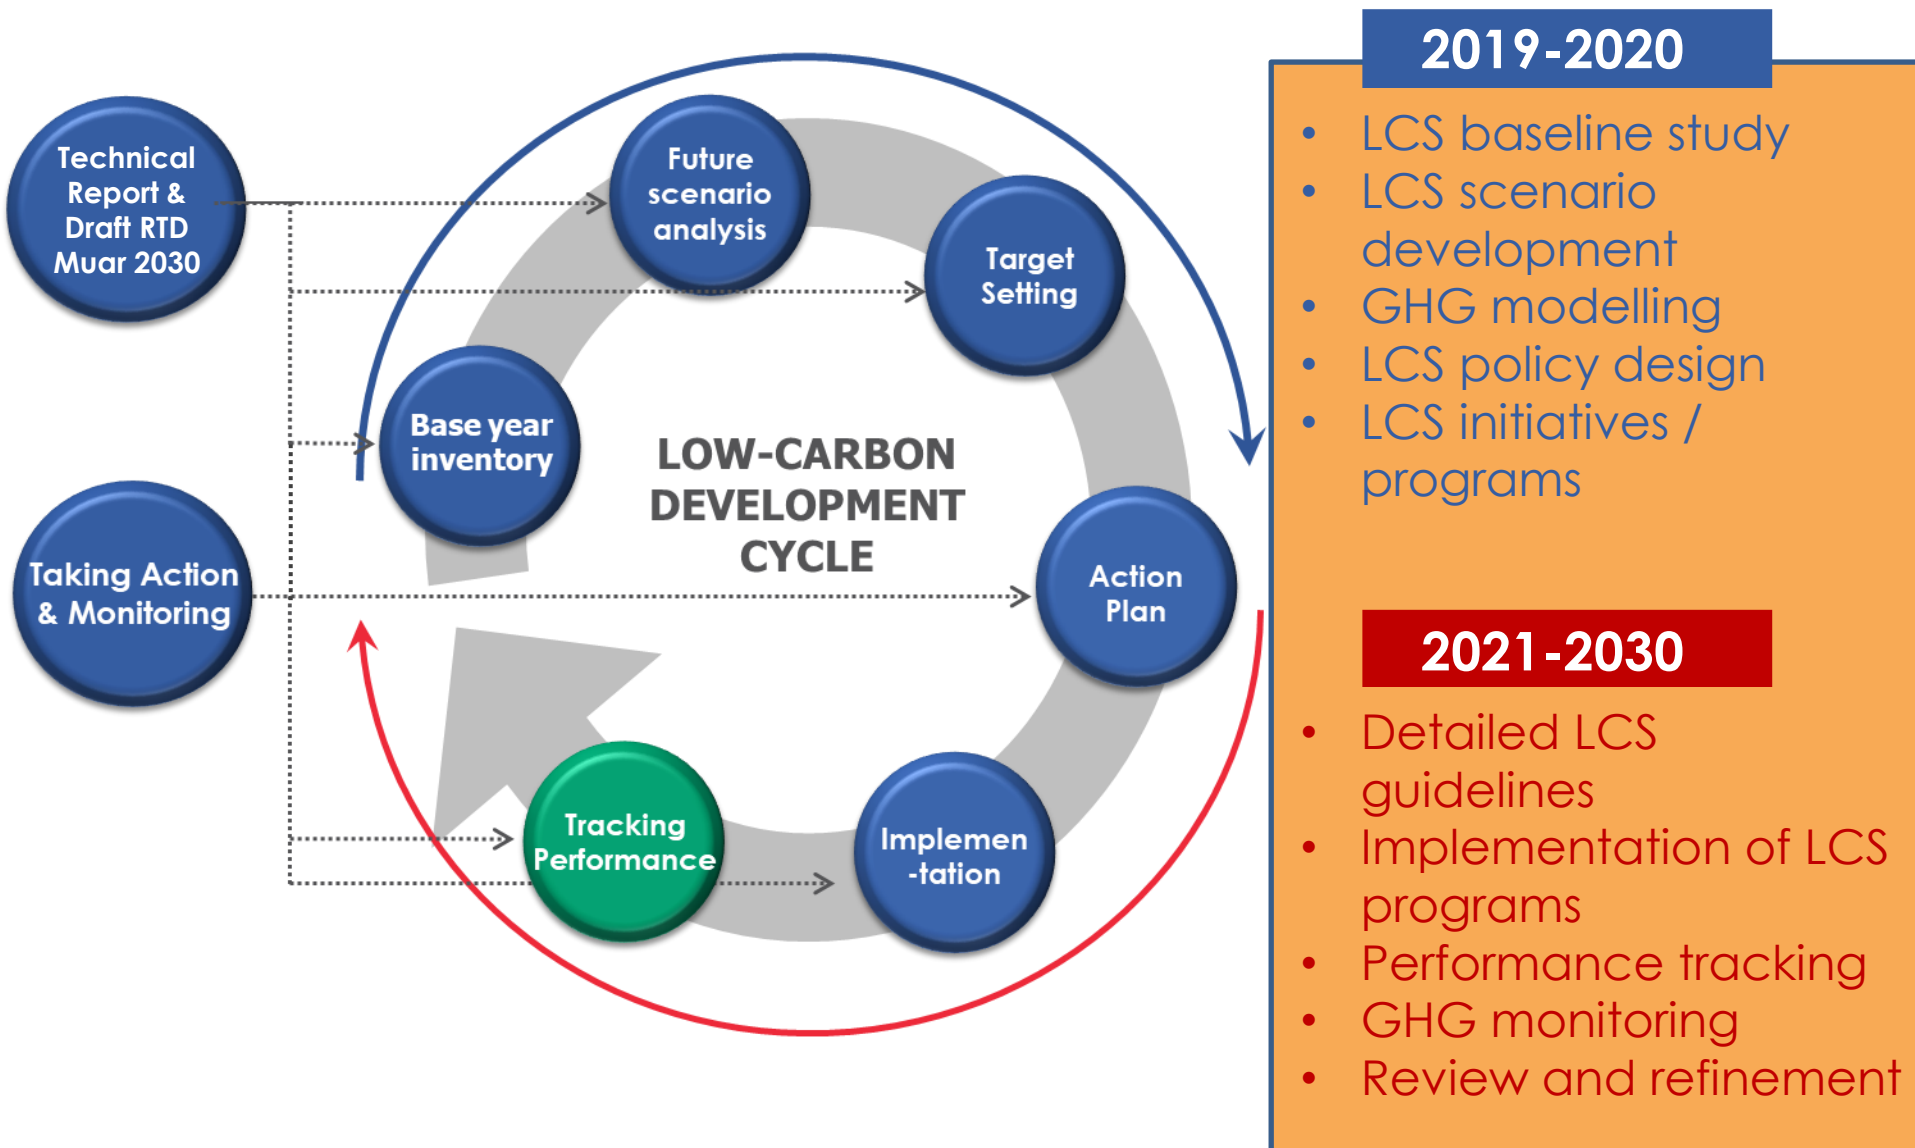 Technical
Report &
Draft RTD
Muar 2030
Taking Action
& Monitoring
Future
scenario
analysis
Target
Setting
Base year
inventory
LOW-CARBON
DEVELOPMENT
CYCLE
Action
Plan
Tracking
Performance
Implemen
-tation
2019-2020
• LCS baseline study
• LCS scenario
development
• GHG modelling
• LCS policy design
• LCS initiatives /
programs
2021-2030
• Detailed LCS
guidelines
• Implementation of LCS
programs
• Performance tracking
• GHG monitoring
• Review and refinement